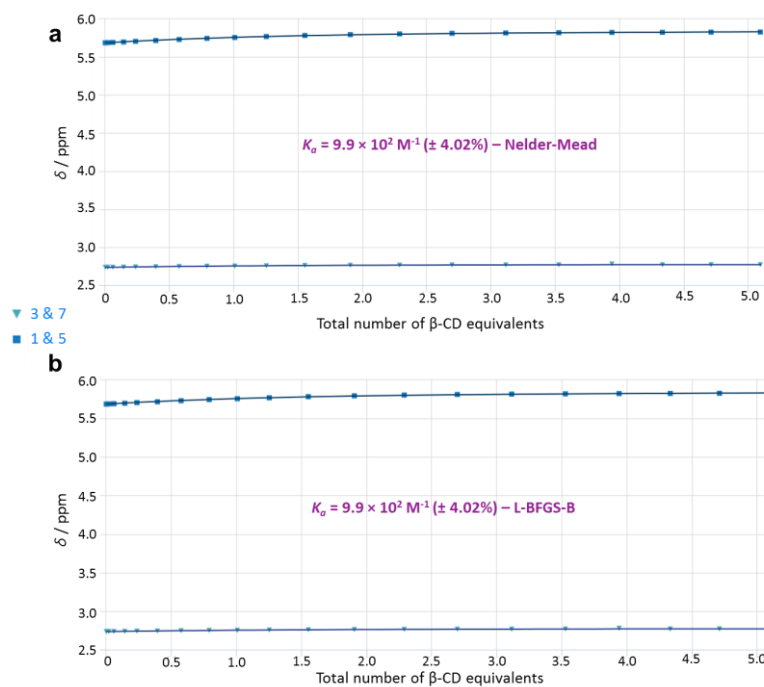 a
6.0
5.5
5.0
4.5
4.0
3.5
3.0
2.5
δ / ppm
Kₐ = 9.9 × 10² M⁻¹ (± 4.02%) – Nelder-Mead
0 0.5 1.0 1.5 2.0 2.5 3.0 3.5 4.0 4.5 5.0
Total number of β-CD equivalents
3 & 7
1 & 5
b
6.0
5.5
5.0
4.5
4.0
3.5
3.0
2.5
δ / ppm
Kₐ = 9.9 × 10² M⁻¹ (± 4.02%) – L-BFGS-B
0 0.5 1.0 1.5 2.0 2.5 3.0 3.5 4.0 4.5 5.0
Total number of β-CD equivalents